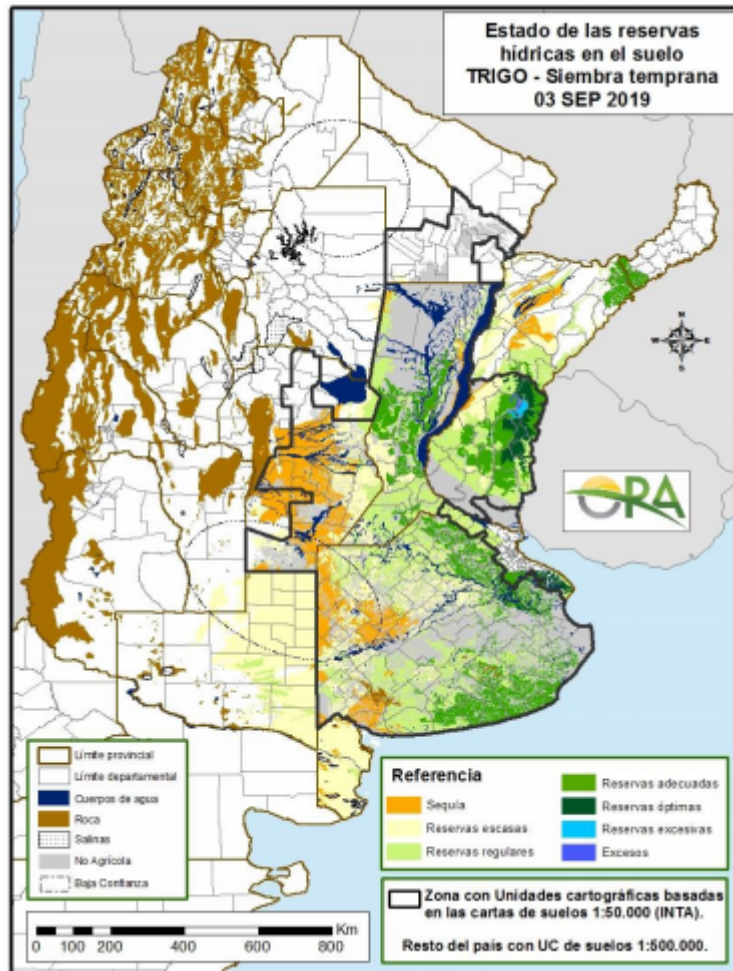 Estado de las reservas
hídricas en el suelo
TRIGO - Siembra temprana
03 SEP 2019
N
W E
S
ORA
Límite provincial
Límite departamental
Cuerpos de agua
Roca
Salinas
No Agrícola
Baja Confianza
Referencia
Sequía
Reservas escasas
Reservas regulares
Reservas adecuadas
Reservas óptimas
Reservas excesivas
Excesos
Zona con Unidades cartográficas basadas
en las cartas de suelos 1:50.000 (INTA).
Resto del país con UC de suelos 1:500.000.
Km
0 100 200 400 600 800